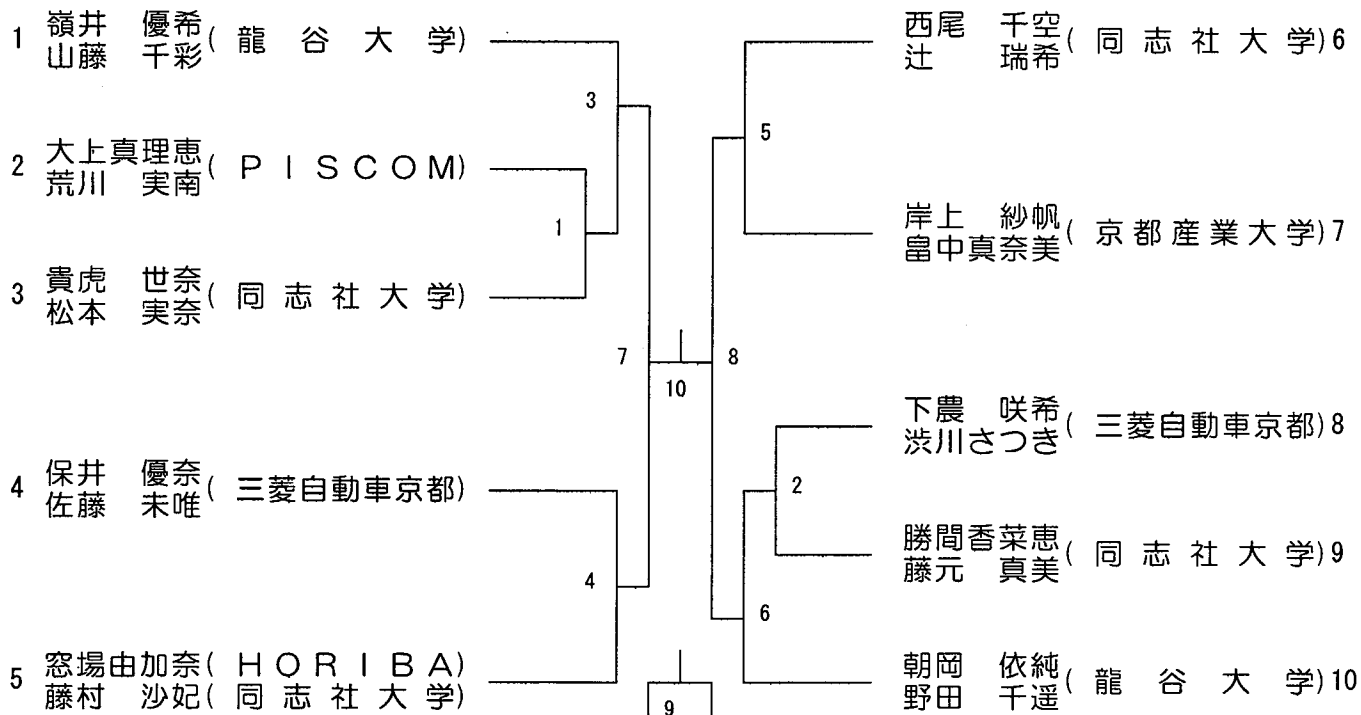 1 嶺井 優希 ( 龍谷大学)
山藤 千彩
2 大上真理恵 ( PISCOM)
荒川 実南
3 貴虎 世奈 ( 同志社大学)
松本 実奈
4 保井 優奈 ( 三菱自動車京都)
佐藤 未唯
5 窓場由加奈( HORIBA)
藤村 沙妃( 同志社大学)
3
1
7
4
10
9
西尾 千空 ( 同志社大学) 6
辻 瑞希
岸上 紗帆 ( 京都産業大学) 7
畠中真奈美
下農 咲希 ( 三菱自動車京都) 8
渋川さつき
勝間香菜恵 ( 同志社大学) 9
藤元 真美
朝岡 依純 ( 龍谷大学) 10
野田 千遥
5
8
2
6